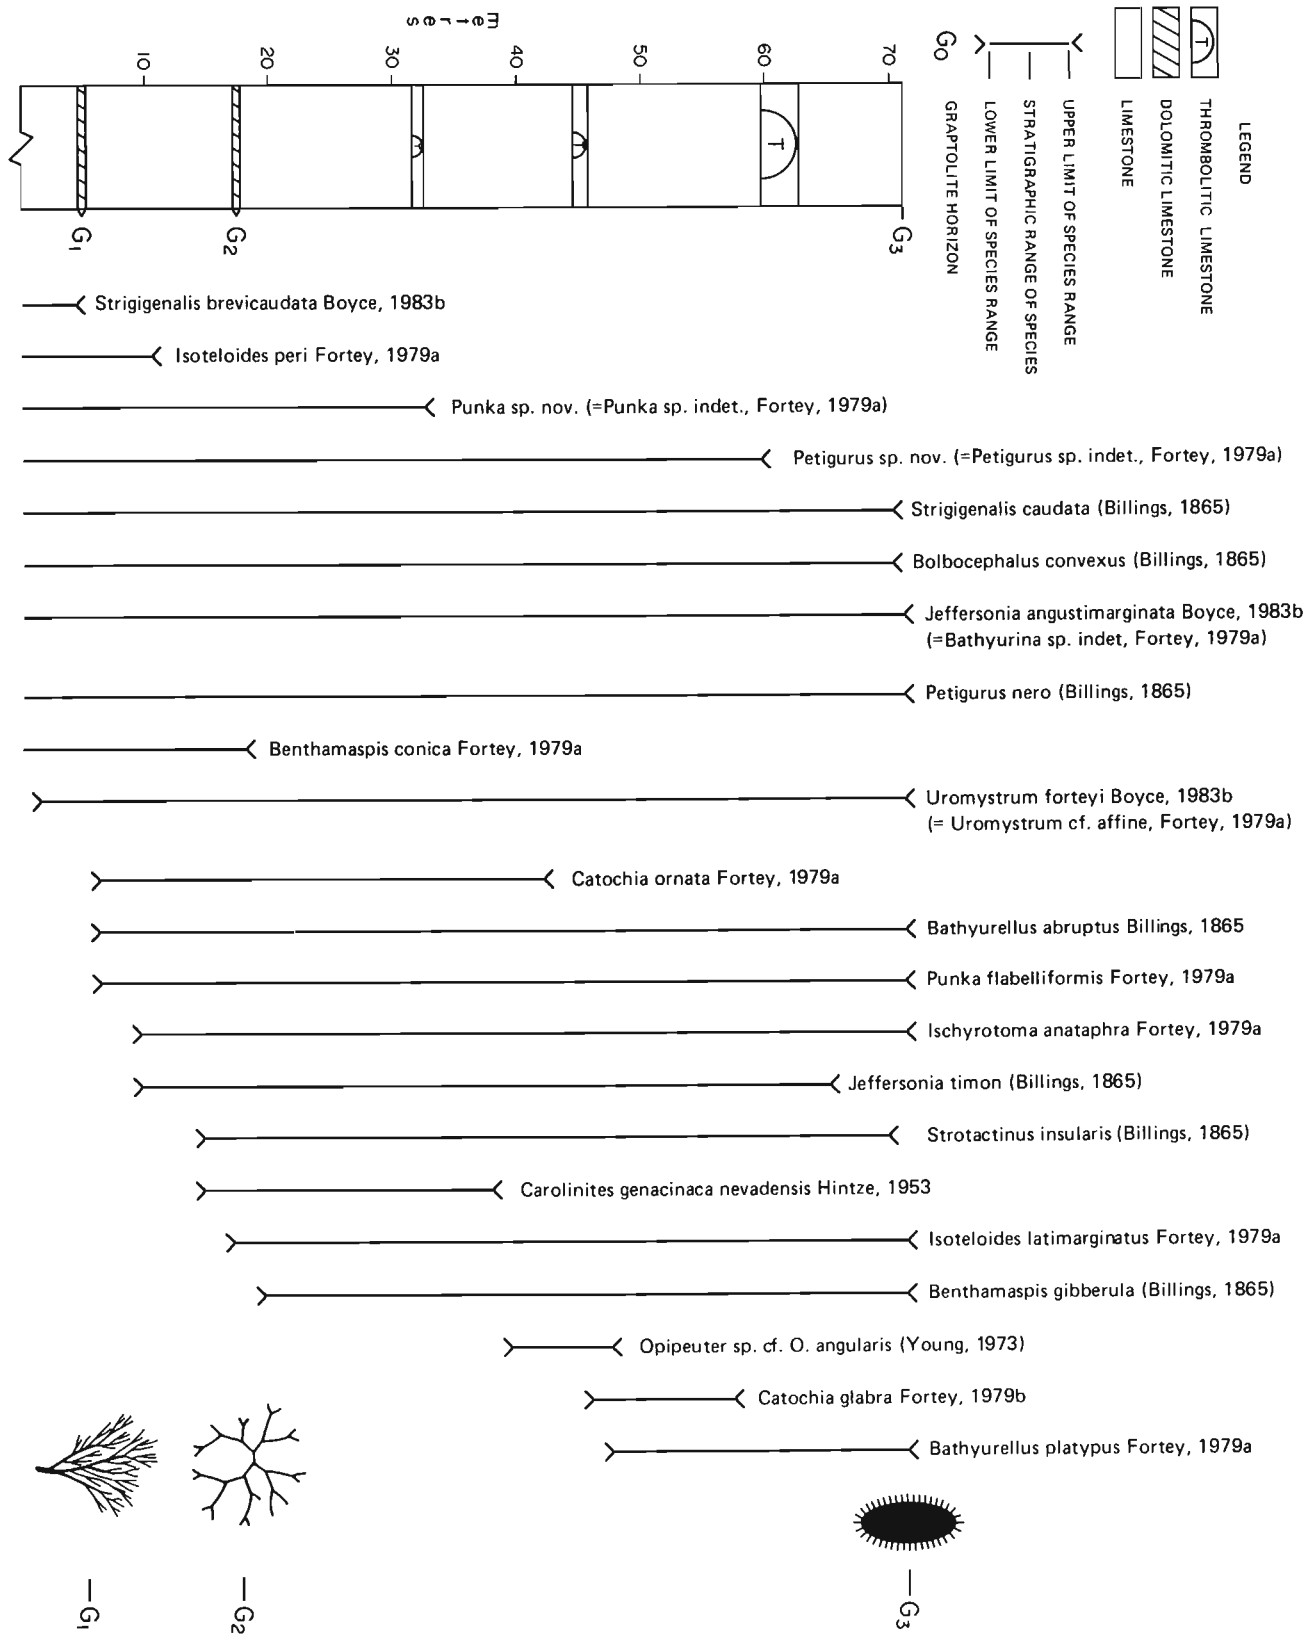 metres
10
20
30
40
50
60
70
T
T
T
G1
G2
G3
LEGEND
T
THROMBOLITIC LIMESTONE
DOLOMITIC LIMESTONE
LIMESTONE
UPPER LIMIT OF SPECIES RANGE
STRATIGRAPHIC RANGE OF SPECIES
LOWER LIMIT OF SPECIES RANGE
G0
GRAPTOLITE HORIZON
Strigigenalis brevicaudata Boyce, 1983b
Isoteloides peri Fortey, 1979a
Punka sp. nov. (=Punka sp. indet., Fortey, 1979a)
Petigurus sp. nov. (=Petigurus sp. indet., Fortey, 1979a)
Strigigenalis caudata (Billings, 1865)
Bolbocephalus convexus (Billings, 1865)
Jeffersonia angustimarginata Boyce, 1983b
(=Bathyurina sp. indet, Fortey, 1979a)
Petigurus nero (Billings, 1865)
Benthamaspis conica Fortey, 1979a
Uromystrum forteyi Boyce, 1983b
(= Uromystrum cf. affine, Fortey, 1979a)
Catochia ornata Fortey, 1979a
Bathyurellus abruptus Billings, 1865
Punka flabelliformis Fortey, 1979a
Ischyrotoma anataphra Fortey, 1979a
Jeffersonia timon (Billings, 1865)
Strotactinus insularis (Billings, 1865)
Carolinites genacinaca nevadensis Hintze, 1953
Isoteloides latimarginatus Fortey, 1979a
Benthamaspis gibberula (Billings, 1865)
Opipeuter sp. cf. O. angularis (Young, 1973)
Catochia glabra Fortey, 1979b
Bathyurellus platypus Fortey, 1979a
G1
G2
G3